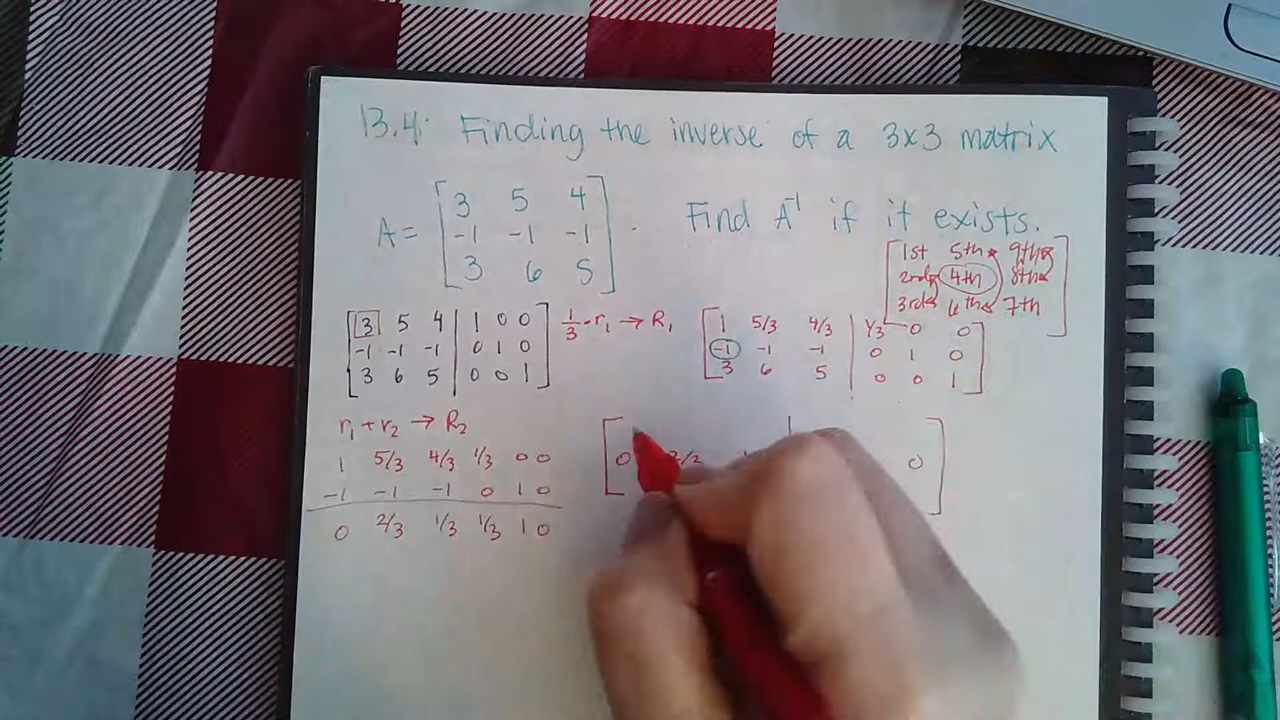 13.4: Finding the inverse of a 3x3 matrix
A = [ 3 5 4
-1 -1 -1
3 6 5 ] . Find A⁻¹ if it exists.
1st 5th 9th
2nd 4th 8th
3rd 6th 7th
3 5 4 | 1 0 0
-1 -1 -1 | 0 1 0
3 6 5 | 0 0 1
1/3 · r₁ → R₁
1 5/3 4/3 | 1/3 0 0
-1 -1 -1 | 0 1 0
3 6 5 | 0 0 1
r₁ + r₂ → R₂
1 5/3 4/3 1/3 0 0
-1 -1 -1 0 1 0
0 2/3 1/3 1/3 1 0
0 0